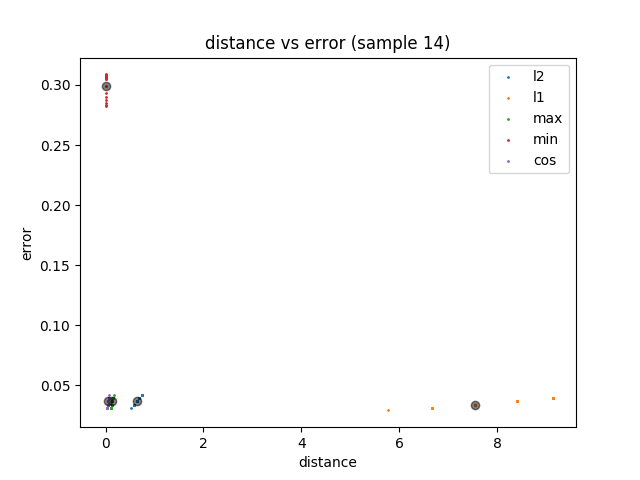 distance vs error (sample 14)
l2
l1
max
min
cos
error
0.30
0.25
0.20
0.15
0.10
0.05
0
2
4
6
8
distance